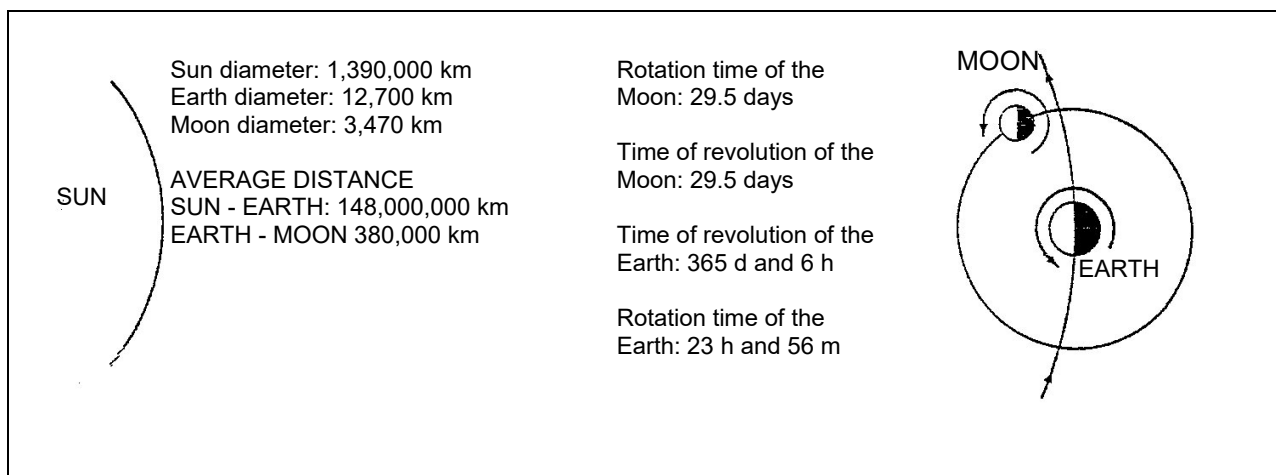 Sun diameter: 1,390,000 km
Earth diameter: 12,700 km
Moon diameter: 3,470 km
SUN
AVERAGE DISTANCE
SUN - EARTH: 148,000,000 km
EARTH - MOON 380,000 km
Rotation time of the
Moon: 29.5 days
Time of revolution of the
Moon: 29.5 days
Time of revolution of the
Earth: 365 d and 6 h
Rotation time of the
Earth: 23 h and 56 m
MOON
EARTH